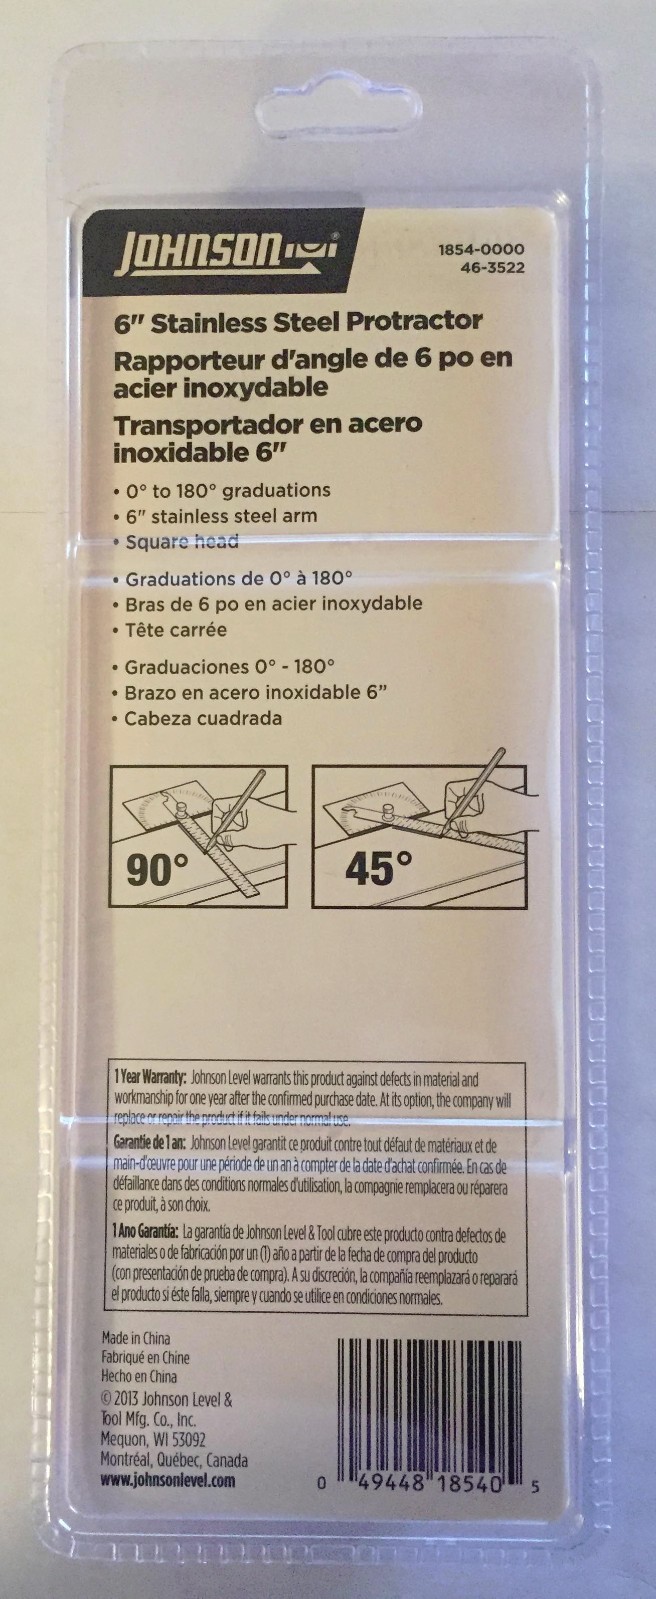 JOHNSON®
1854-0000
46-3522
6" Stainless Steel Protractor
Rapporteur d'angle de 6 po en
acier inoxydable
Transportador en acero
inoxidable 6"
• 0° to 180° graduations
• 6" stainless steel arm
• Square head
• Graduations de 0° à 180°
• Bras de 6 po en acier inoxydable
• Tête carrée
• Graduaciones 0° - 180°
• Brazo en acero inoxidable 6”
• Cabeza cuadrada
90°
45°
1 Year Warranty: Johnson Level warrants this product against defects in material and
workmanship for one year after the confirmed purchase date. At its option, the company will
replace or repair the product if it fails under normal use.
Garantie de 1 an: Johnson Level garantit ce produit contre tout défaut de matériaux et de
main-d'œuvre pour une période de un an à compter de la date d'achat confirmée. En cas de
défaillance dans des conditions normales d'utilisation, la compagnie remplacera ou réparera
ce produit, à son choix.
1 Ano Garantía: La garantía de Johnson Level & Tool cubre este producto contra defectos de
materiales o de fabricación por un (1) año a partir de la fecha de compra del producto
(con presentación de prueba de compra). A su discreción, la compañía reemplazará o reparará
el producto si éste falla, siempre y cuando se utilice en condiciones normales.
Made in China
Fabriqué en Chine
Hecho en China
© 2013 Johnson Level &
Tool Mfg. Co., Inc.
Mequon, WI 53092
Montréal, Québec, Canada
www.johnsonlevel.com
0 49448 18540 5